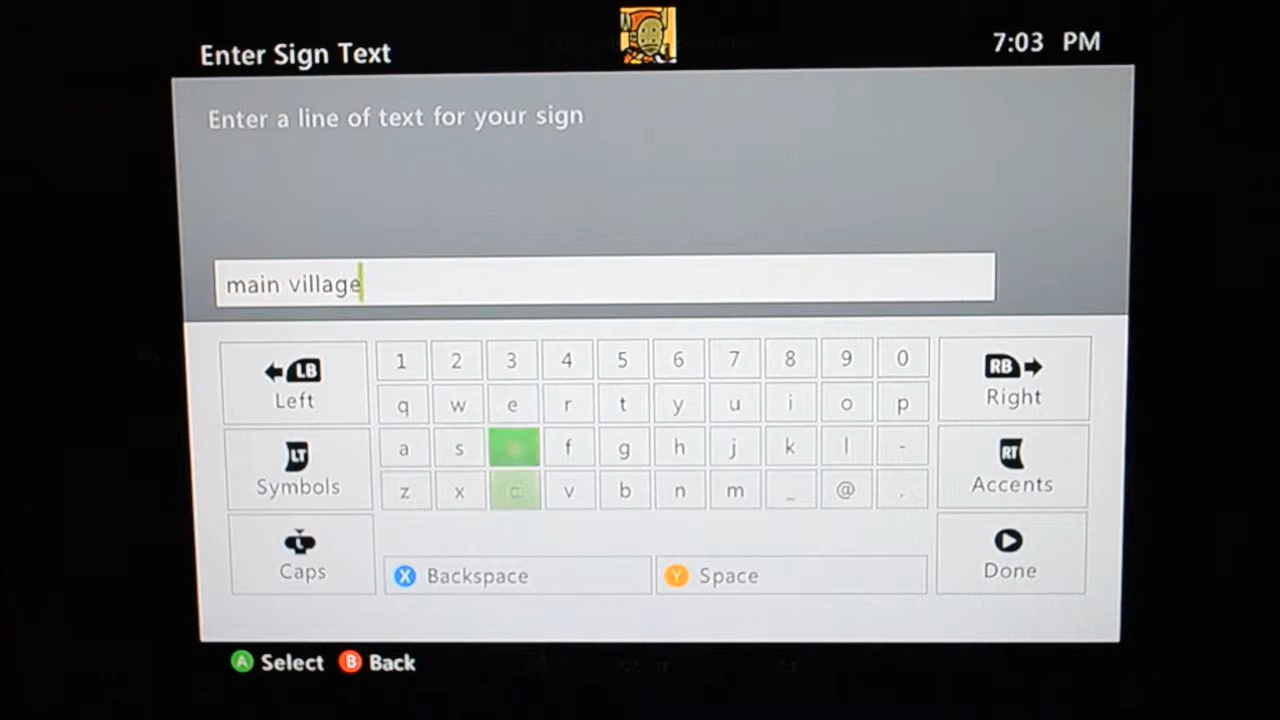 Enter Sign Text
7:03 PM
Enter a line of text for your sign
main village
LB
Left
1 2 3 4 5 6 7 8 9 0
RB
Right
q w e r t y u i o p
LT
Symbols
a s f g h j k l -
RT
Accents
z x c v b n m _ @ .
L
Caps
X Backspace
Y Space
Done
A Select B Back